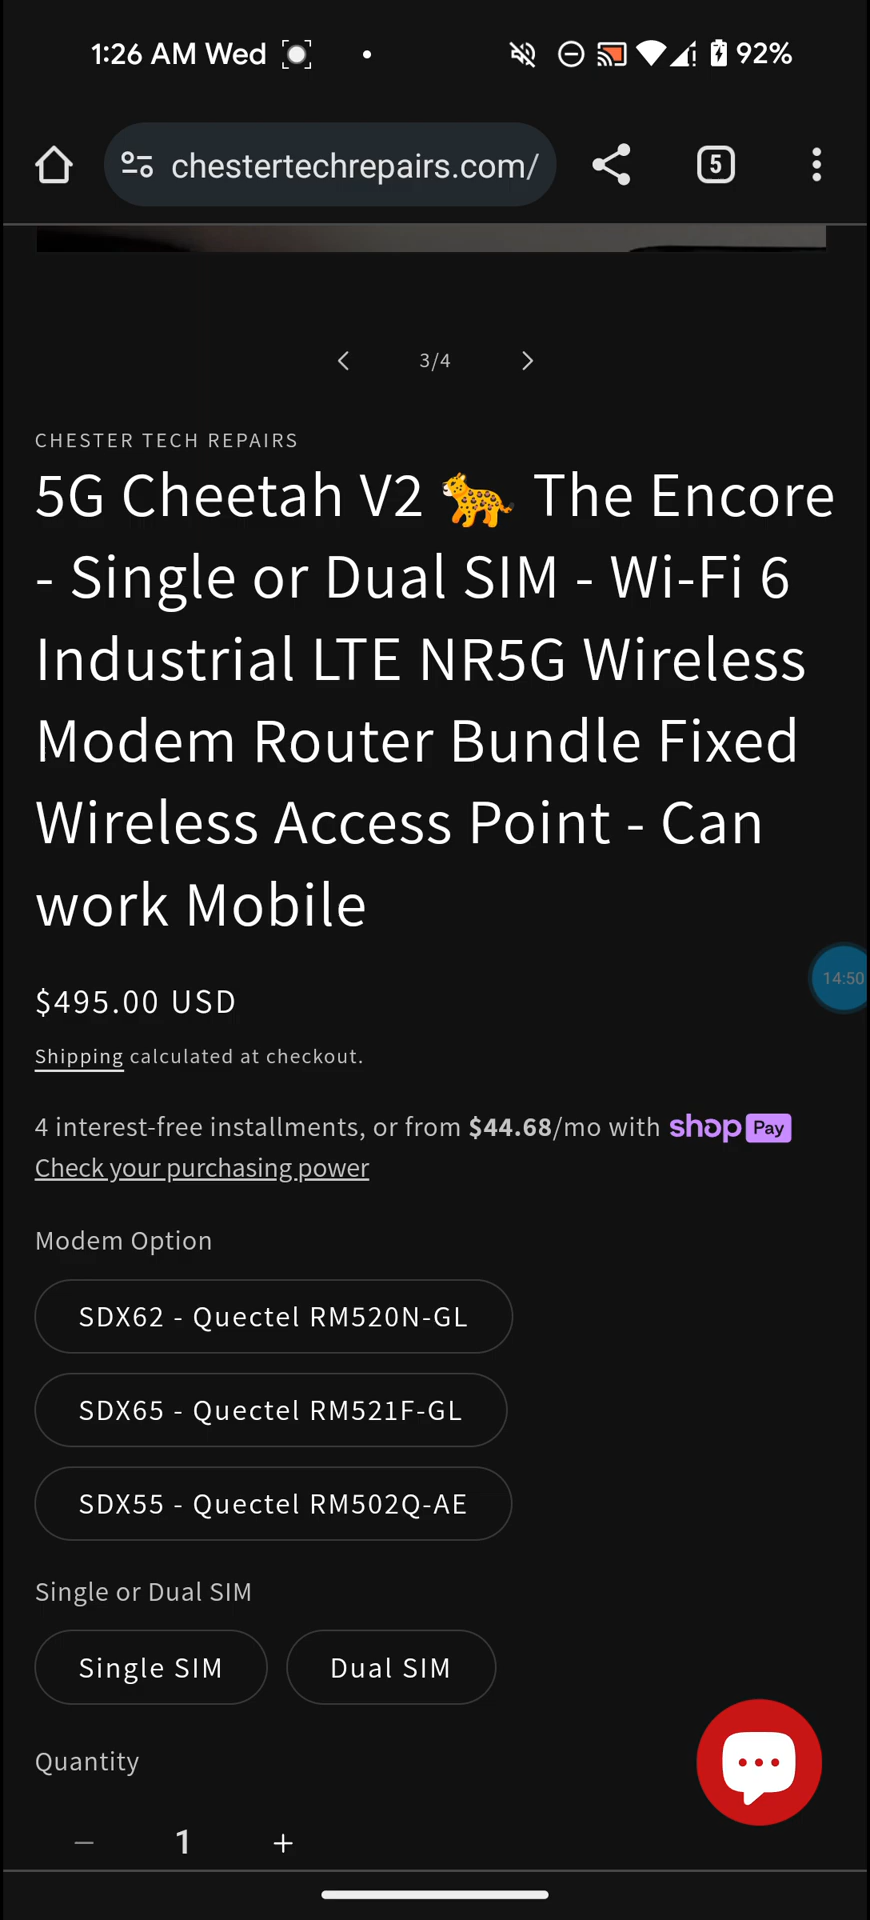 1:26 AM Wed
92%
chestertechrepairs.com/
5
3/4
CHESTER TECH REPAIRS
5G Cheetah V2 🐆 The Encore
- Single or Dual SIM - Wi-Fi 6
Industrial LTE NR5G Wireless
Modem Router Bundle Fixed
Wireless Access Point - Can
work Mobile
14:50
$495.00 USD
Shipping calculated at checkout.
4 interest-free installments, or from $44.68/mo with shop Pay
Check your purchasing power
Modem Option
SDX62 - Quectel RM520N-GL
SDX65 - Quectel RM521F-GL
SDX55 - Quectel RM502Q-AE
Single or Dual SIM
Single SIM Dual SIM
Quantity
− 1 +